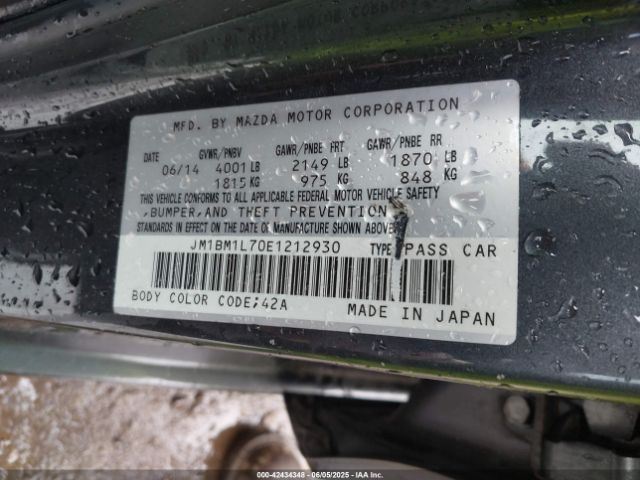 MFD. BY MAZDA MOTOR CORPORATION
DATE GVWR/PNBV GAWR/PNBE FRT GAWR/PNBE RR
06/14 4001 LB 2149 LB 1870 LB
1815 KG 975 KG 848 KG
THIS VEHICLE CONFORMS TO ALL APPLICABLE FEDERAL MOTOR VEHICLE SAFETY
,BUMPER,AND THEFT PREVENTION
STANDARDS IN EFFECT ON THE DATE OF MANUFACTURE SHOWN ABOVE.
JM1BM1L70E1212930 TYPE: PASS CAR
BODY COLOR CODE:42A MADE IN JAPAN
000-42434348 - 06/05/2025 - IAA Inc.